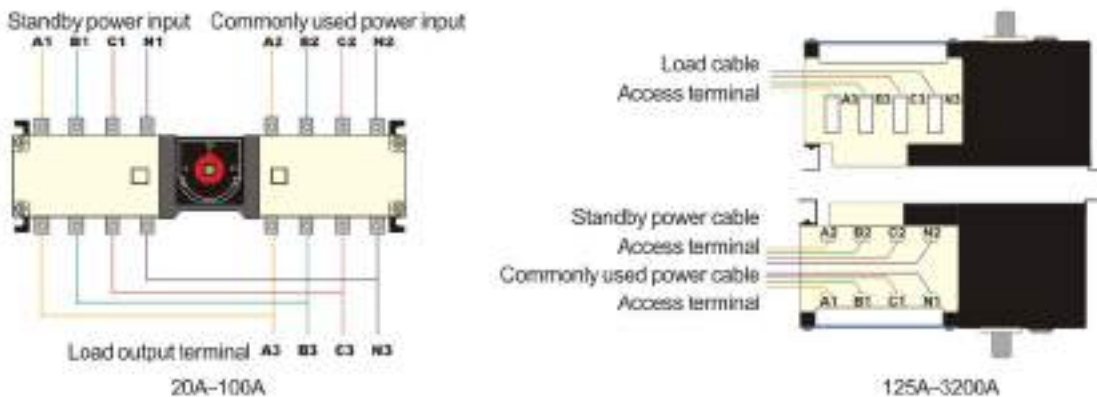 Standby power input Commonly used power input
A1 B1 C1 N1 A2 B2 C2 N2
Load output terminal A3 B3 C3 N3
20A–100A
Load cable
Access terminal
A3 B3 C3 N3
Standby power cable
Access terminal
A2 B2 C2 N2
Commonly used power cable
Access terminal
A1 B1 C1 N1
125A–3200A